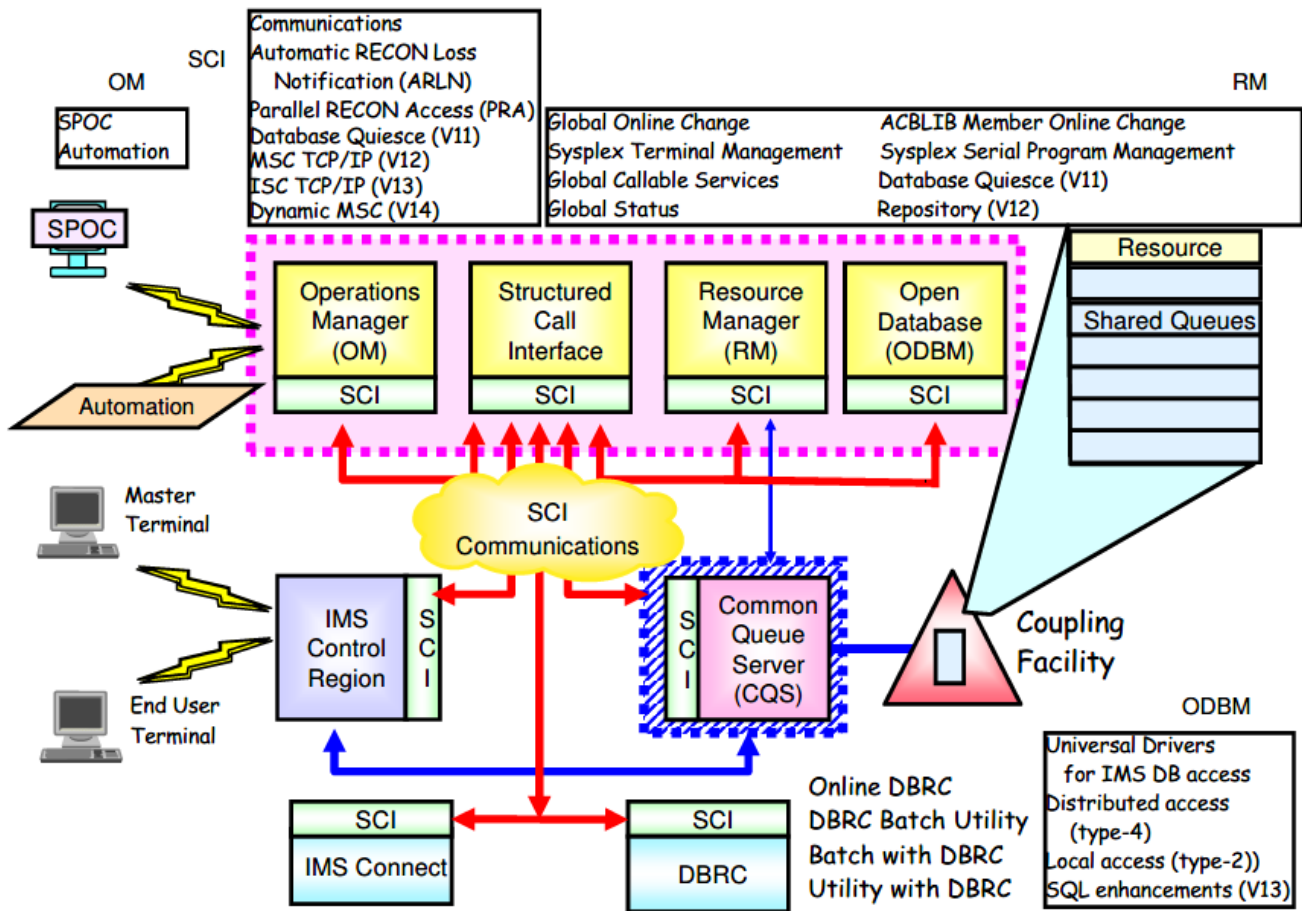 SCI
OM
Communications
Automatic RECON Loss
Notification (ARLN)
Parallel RECON Access (PRA)
Database Quiesce (V11)
MSC TCP/IP (V12)
ISC TCP/IP (V13)
Dynamic MSC (V14)
RM
SPOC
Automation
Global Online Change
Sysplex Terminal Management
Global Callable Services
Global Status
ACBLIB Member Online Change
Sysplex Serial Program Management
Database Quiesce (V11)
Repository (V12)
SPOC
Automation
Operations
Manager
(OM)
SCI
Structured
Call
Interface
SCI
Resource
Manager
(RM)
SCI
Open
Database
(ODBM)
SCI
Resource
Shared Queues
Master
Terminal
SCI
Communications
End User
Terminal
IMS
Control
Region
S
C
I
S
C
I
Common
Queue
Server
(CQS)
Coupling
Facility
ODBM
SCI
IMS Connect
SCI
DBRC
Online DBRC
DBRC Batch Utility
Batch with DBRC
Utility with DBRC
Universal Drivers
for IMS DB access
Distributed access
(type-4)
Local access (type-2))
SQL enhancements (V13)